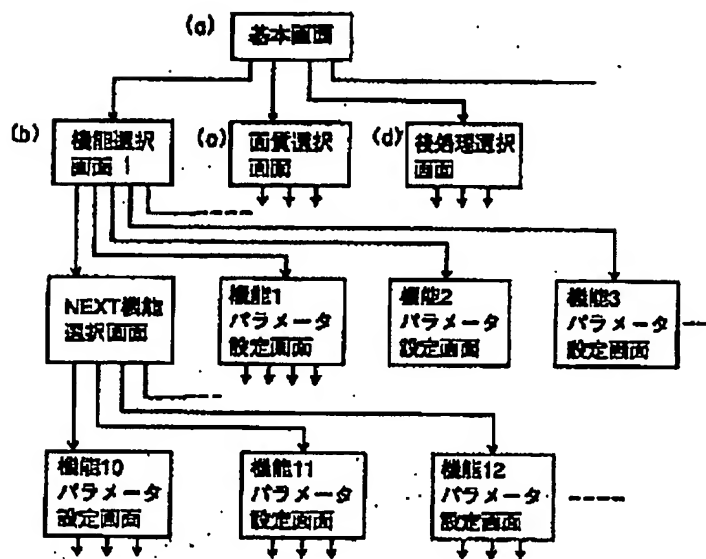 (a)
基本画面
(b)
機能選択
画面 1
(c)
画質選択
画面
(d)
後処理選択
画面
NEXT機能
選択画面
機能1
パラメータ
設定画面
機能2
パラメータ
設定画面
機能3
パラメータ
設定画面
機能10
パラメータ
設定画面
機能11
パラメータ
設定画面
機能12
パラメータ
設定画面